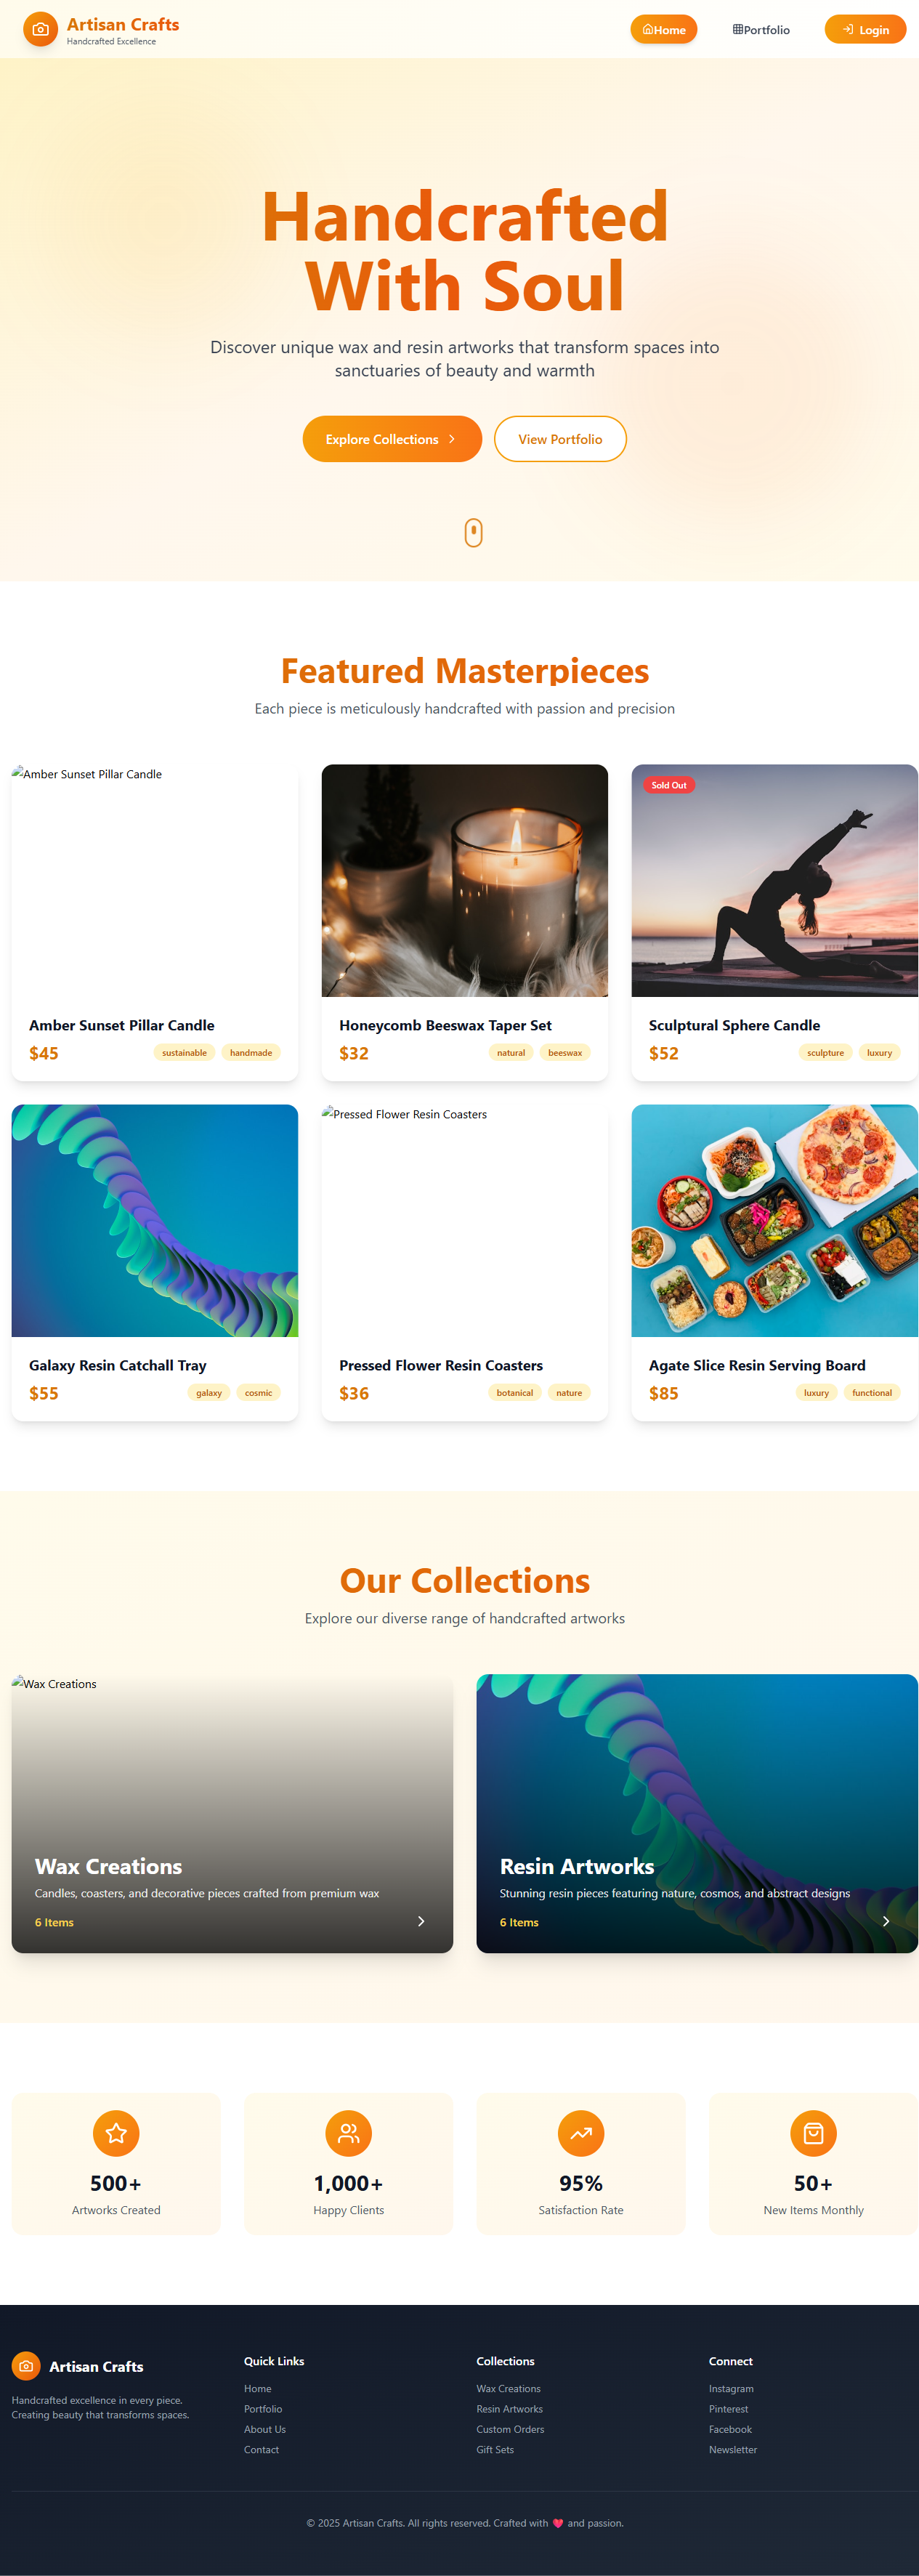 Artisan Crafts
Handcrafted Excellence
Home
Portfolio
Login
Handcrafted
With Soul
Discover unique wax and resin artworks that transform spaces into
sanctuaries of beauty and warmth
Explore Collections
View Portfolio
Featured Masterpieces
Each piece is meticulously handcrafted with passion and precision
Amber Sunset Pillar Candle
Sold Out
Amber Sunset Pillar Candle
$45
sustainable
handmade
Honeycomb Beeswax Taper Set
$32
natural
beeswax
Sculptural Sphere Candle
$52
sculpture
luxury
Pressed Flower Resin Coasters
Galaxy Resin Catchall Tray
$55
galaxy
cosmic
Pressed Flower Resin Coasters
$36
botanical
nature
Agate Slice Resin Serving Board
$85
luxury
functional
Our Collections
Explore our diverse range of handcrafted artworks
Wax Creations
Wax Creations
Candles, coasters, and decorative pieces crafted from premium wax
6 Items
Resin Artworks
Stunning resin pieces featuring nature, cosmos, and abstract designs
6 Items
500+
Artworks Created
1,000+
Happy Clients
95%
Satisfaction Rate
50+
New Items Monthly
Artisan Crafts
Handcrafted excellence in every piece.
Creating beauty that transforms spaces.
Quick Links
Home
Portfolio
About Us
Contact
Collections
Wax Creations
Resin Artworks
Custom Orders
Gift Sets
Connect
Instagram
Pinterest
Facebook
Newsletter
© 2025 Artisan Crafts. All rights reserved. Crafted with ❤️ and passion.